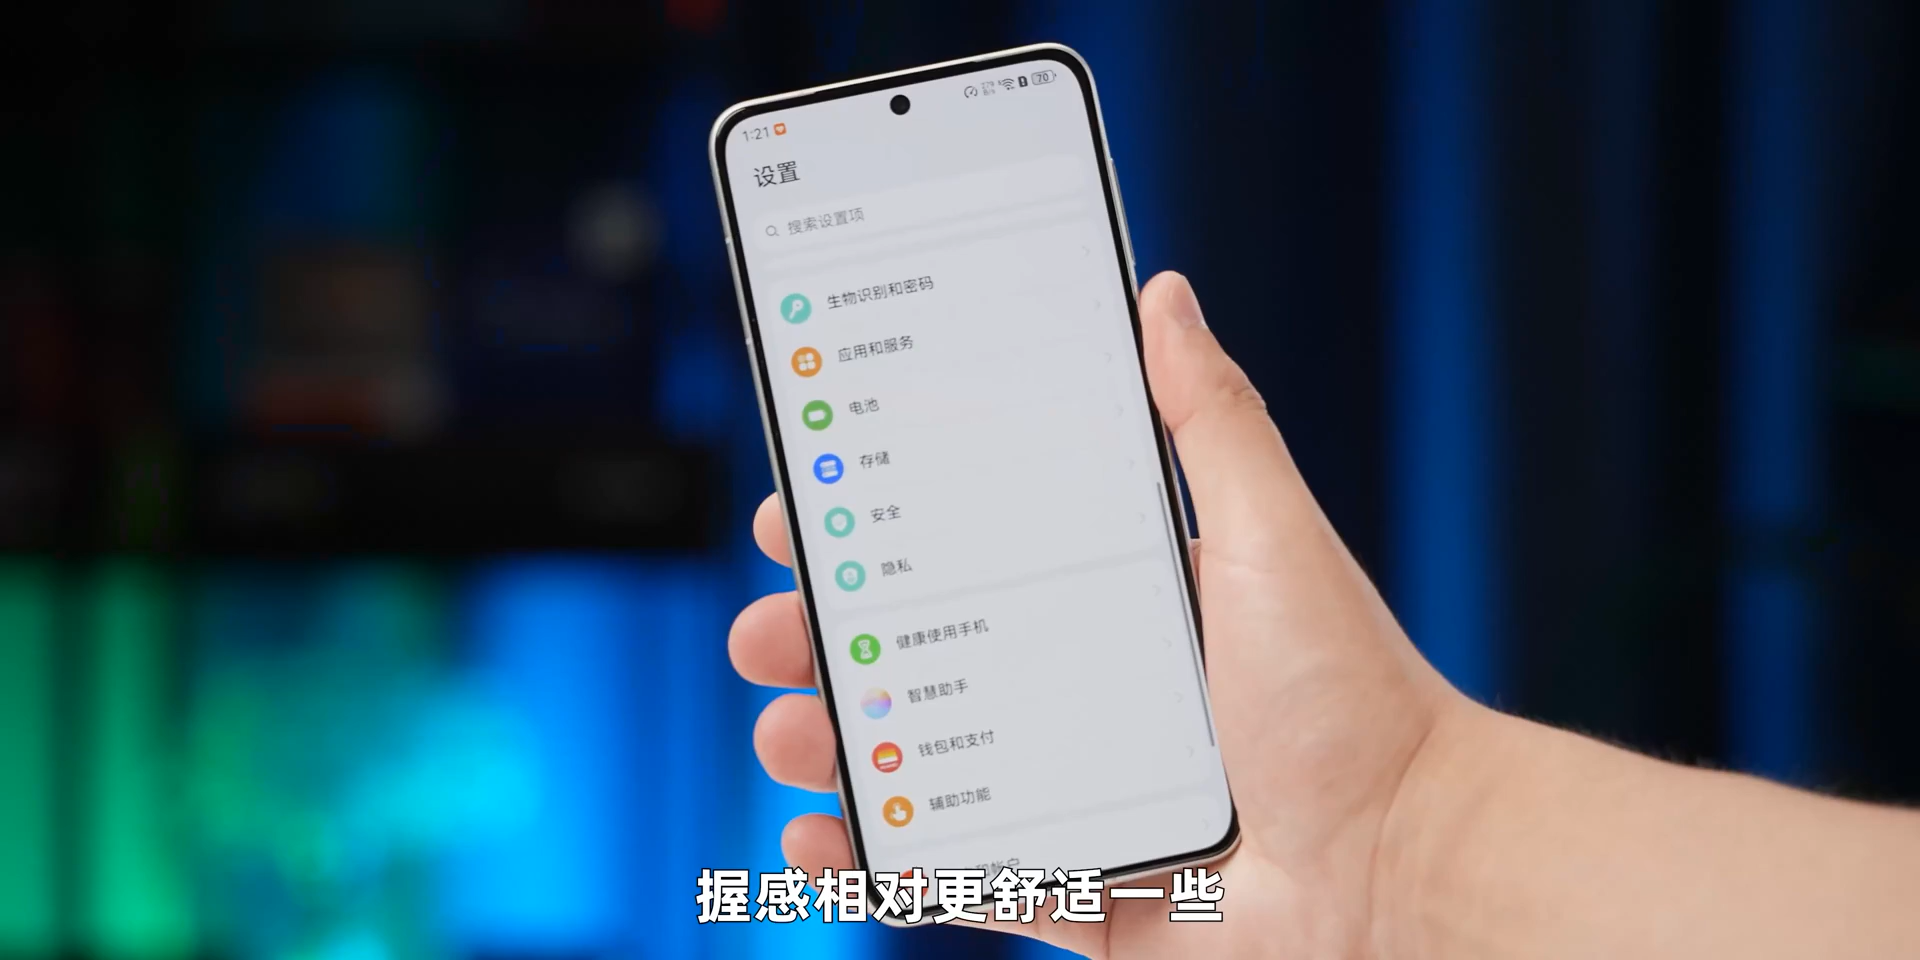 1:21
70
设置
搜索设置项
生物识别和密码
应用和服务
电池
存储
安全
隐私
健康使用手机
智慧助手
钱包和支付
辅助功能
握感相对更舒适一些